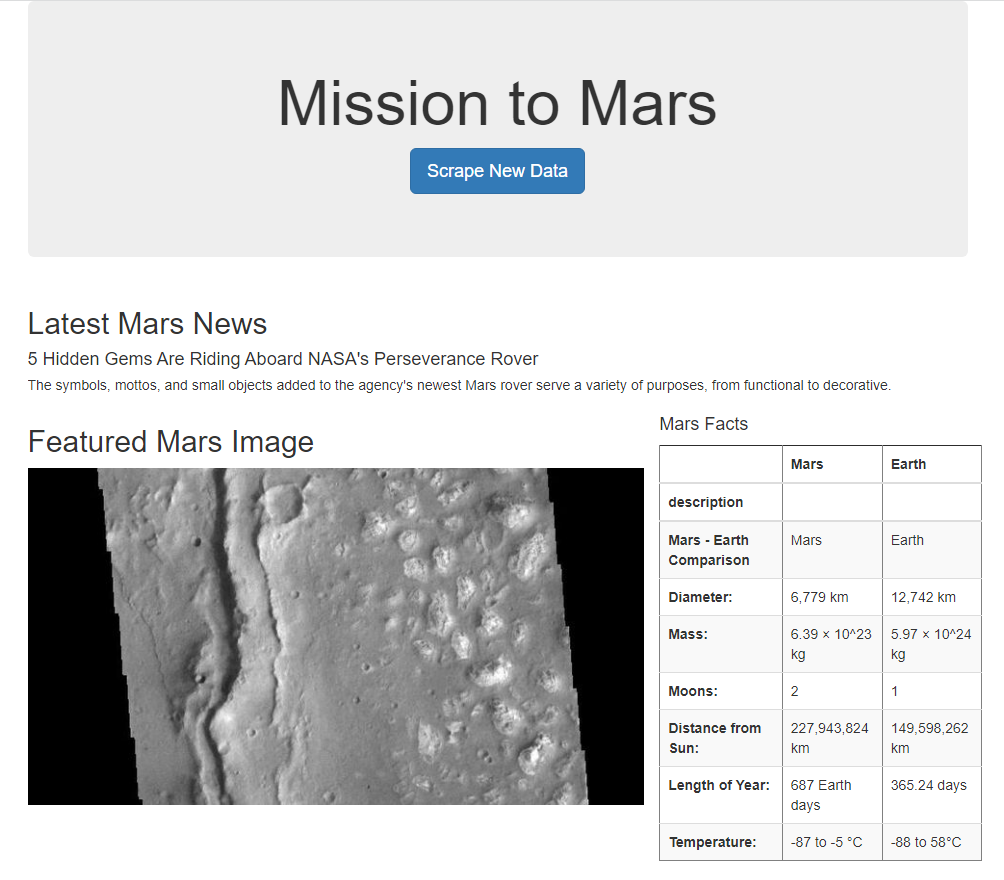 Mission to Mars
Scrape New Data
Latest Mars News
5 Hidden Gems Are Riding Aboard NASA's Perseverance Rover
The symbols, mottos, and small objects added to the agency's newest Mars rover serve a variety of purposes, from functional to decorative.
Featured Mars Image
Mars Facts
Mars Earth
description
Mars - Earth Comparison Mars Earth
Diameter: 6,779 km 12,742 km
Mass: 6.39 × 10^23 kg 5.97 × 10^24 kg
Moons: 2 1
Distance from Sun: 227,943,824 km 149,598,262 km
Length of Year: 687 Earth days 365.24 days
Temperature: -87 to -5 °C -88 to 58°C